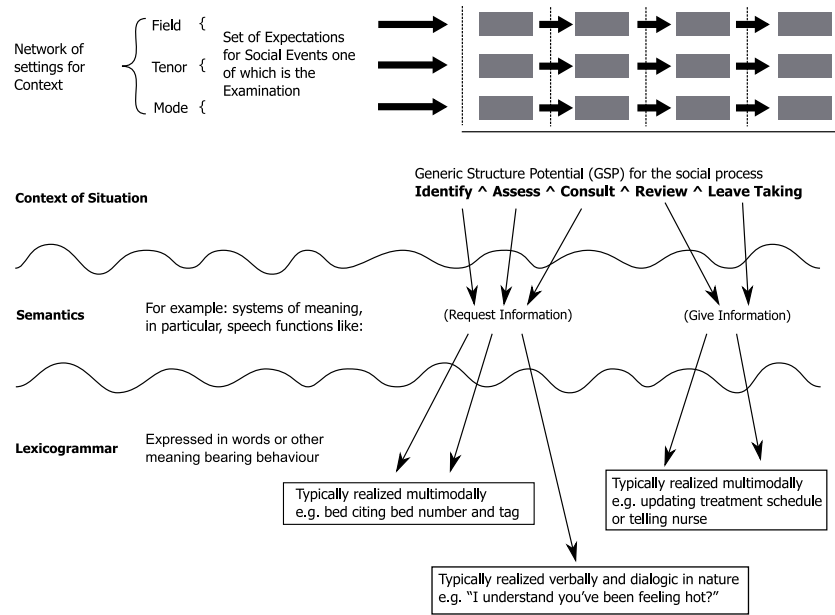 Network of
settings for
Context
Field {
Tenor {
Mode {
Set of Expectations
for Social Events one
of which is the
Examination
Generic Structure Potential (GSP) for the social process
Identify ^ Assess ^ Consult ^ Review ^ Leave Taking
Context of Situation
Semantics
For example: systems of meaning,
in particular, speech functions like:
(Request Information)
(Give Information)
Lexicogrammar
Expressed in words or other
meaning bearing behaviour
Typically realized multimodally
e.g. bed citing bed number and tag
Typically realized multimodally
e.g. updating treatment schedule
or telling nurse
Typically realized verbally and dialogic in nature
e.g. “I understand you’ve been feeling hot?”